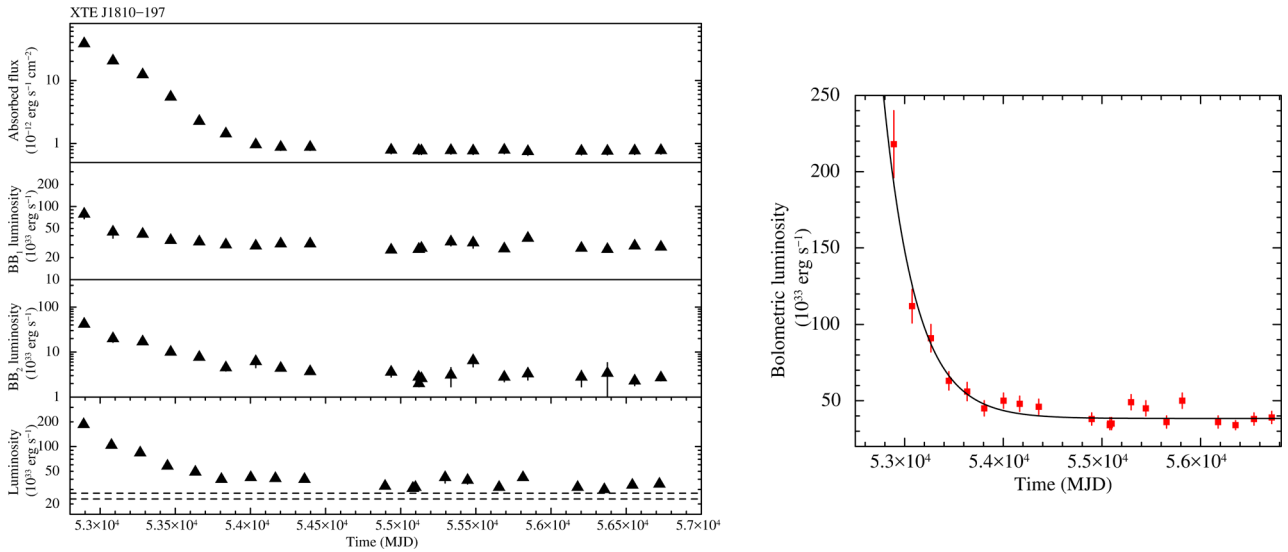 XTE J1810−197
Absorbed flux
(10⁻¹² erg s⁻¹ cm⁻²)
10
1
BB₁ luminosity
(10³³ erg s⁻¹)
200
100
50
20
10
BB₂ luminosity
(10³³ erg s⁻¹)
100
10
1
Luminosity
(10³³ erg s⁻¹)
200
100
50
20
5.3×10⁴ 5.35×10⁴ 5.4×10⁴ 5.45×10⁴ 5.5×10⁴ 5.55×10⁴ 5.6×10⁴ 5.65×10⁴ 5.7×10⁴
Time (MJD)
Bolometric luminosity
(10³³ erg s⁻¹)
250
200
150
100
50
5.3×10⁴ 5.4×10⁴ 5.5×10⁴ 5.6×10⁴
Time (MJD)